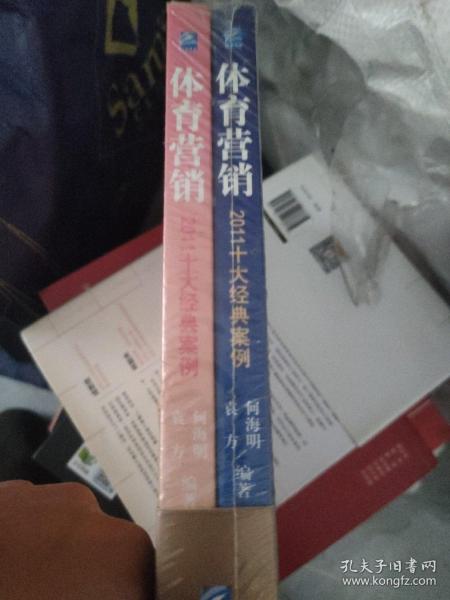 体育营销
2011十大经典案例
何海明
袁方
编著
体育营销
2011十大经典案例
何海明
袁方
编著
Sam
孔夫子旧书网
www.kongfz.com